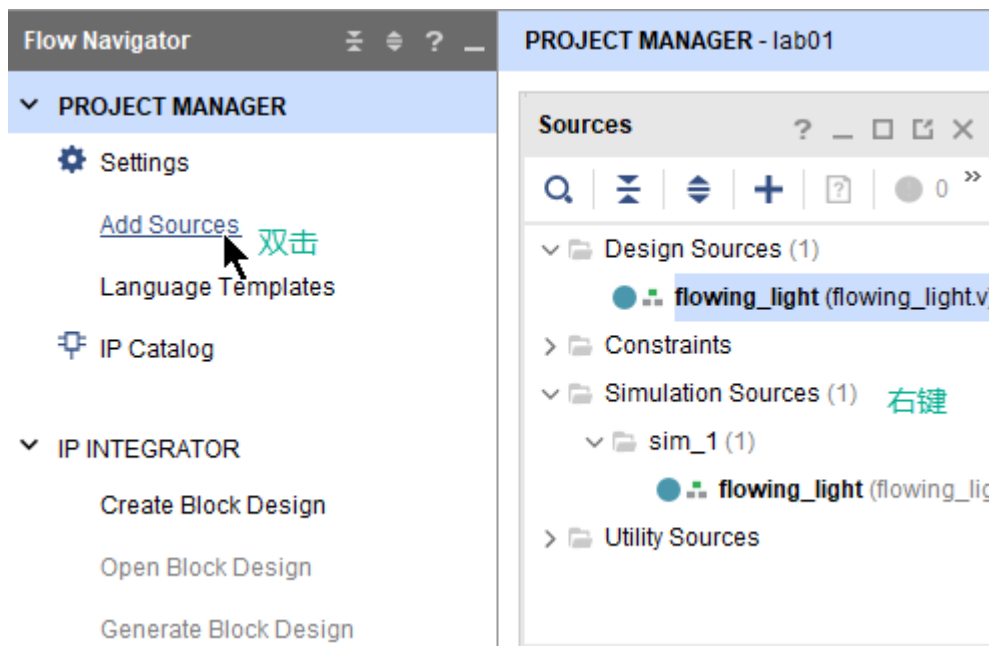 Flow Navigator
PROJECT MANAGER
Settings
Add Sources 双击
Language Templates
IP Catalog
IP INTEGRATOR
Create Block Design
Open Block Design
Generate Block Design
PROJECT MANAGER - lab01
Sources
0
Design Sources (1)
flowing_light (flowing_light.v)
Constraints
Simulation Sources (1) 右键
sim_1 (1)
flowing_light (flowing_lig
Utility Sources